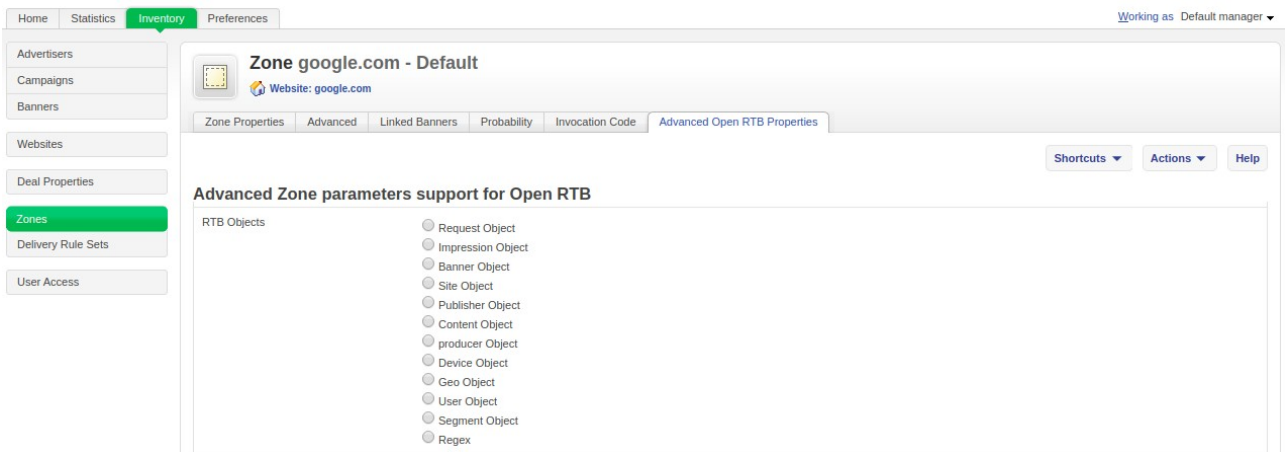 Home Statistics Inventory Preferences Working as Default manager
Advertisers
Campaigns
Banners
Websites
Deal Properties
Zones
Delivery Rule Sets
User Access
Zone google.com - Default
Website: google.com
Zone Properties Advanced Linked Banners Probability Invocation Code Advanced Open RTB Properties
Shortcuts Actions Help
Advanced Zone parameters support for Open RTB
RTB Objects
Request Object
Impression Object
Banner Object
Site Object
Publisher Object
Content Object
producer Object
Device Object
Geo Object
User Object
Segment Object
Regex